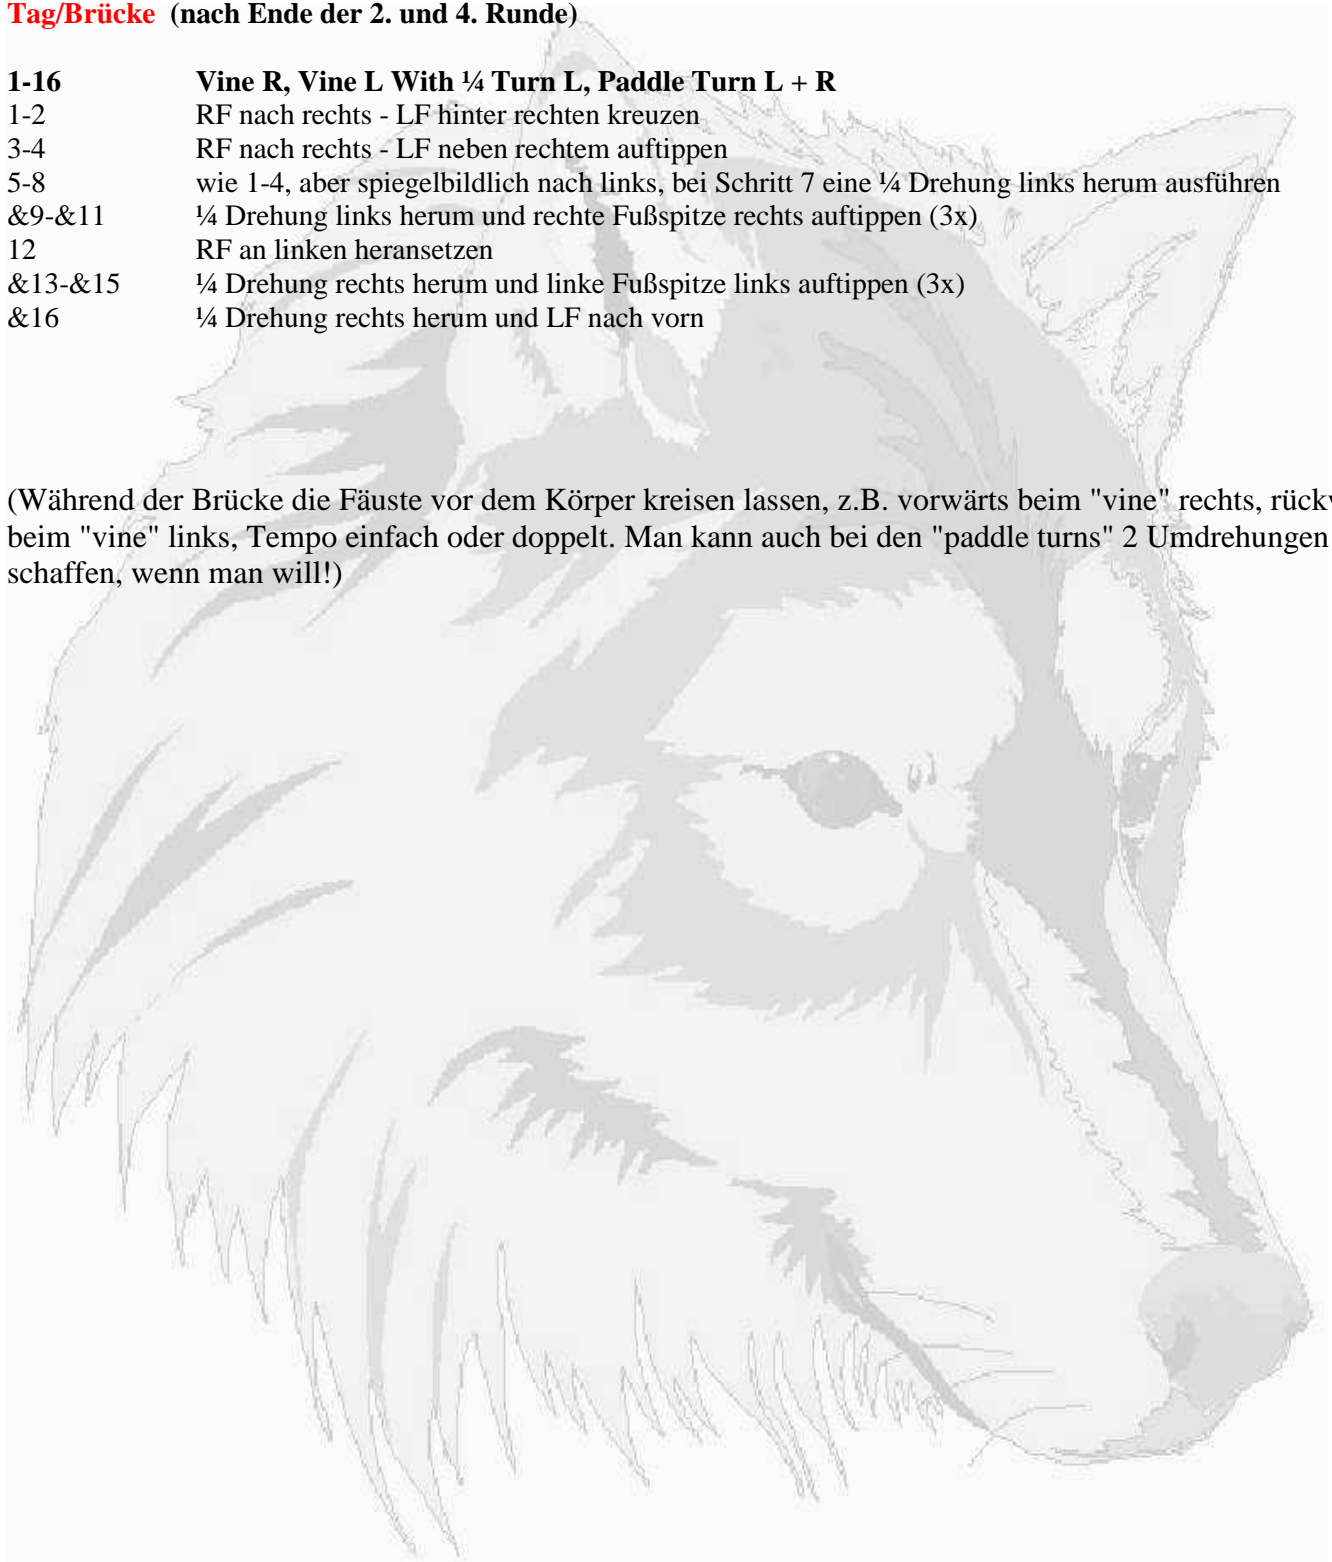 Tag/Brücke (nach Ende der 2. und 4. Runde)
1-16 Vine R, Vine L With ¼ Turn L, Paddle Turn L + R
1-2 RF nach rechts - LF hinter rechten kreuzen
3-4 RF nach rechts - LF neben rechtem auftippen
5-8 wie 1-4, aber spiegelbildlich nach links, bei Schritt 7 eine ¼ Drehung links herum ausführen
&9-&11 ¼ Drehung links herum und rechte Fußspitze rechts auftippen (3x)
12 RF an linken heransetzen
&13-&15 ¼ Drehung rechts herum und linke Fußspitze links auftippen (3x)
&16 ¼ Drehung rechts herum und LF nach vorn
(Während der Brücke die Fäuste vor dem Körper kreisen lassen, z.B. vorwärts beim "vine" rechts,
beim "vine" links, Tempo einfach oder doppelt. Man kann auch bei den "paddle turns" 2 Umdrehungen
schaffen, wenn man will!)